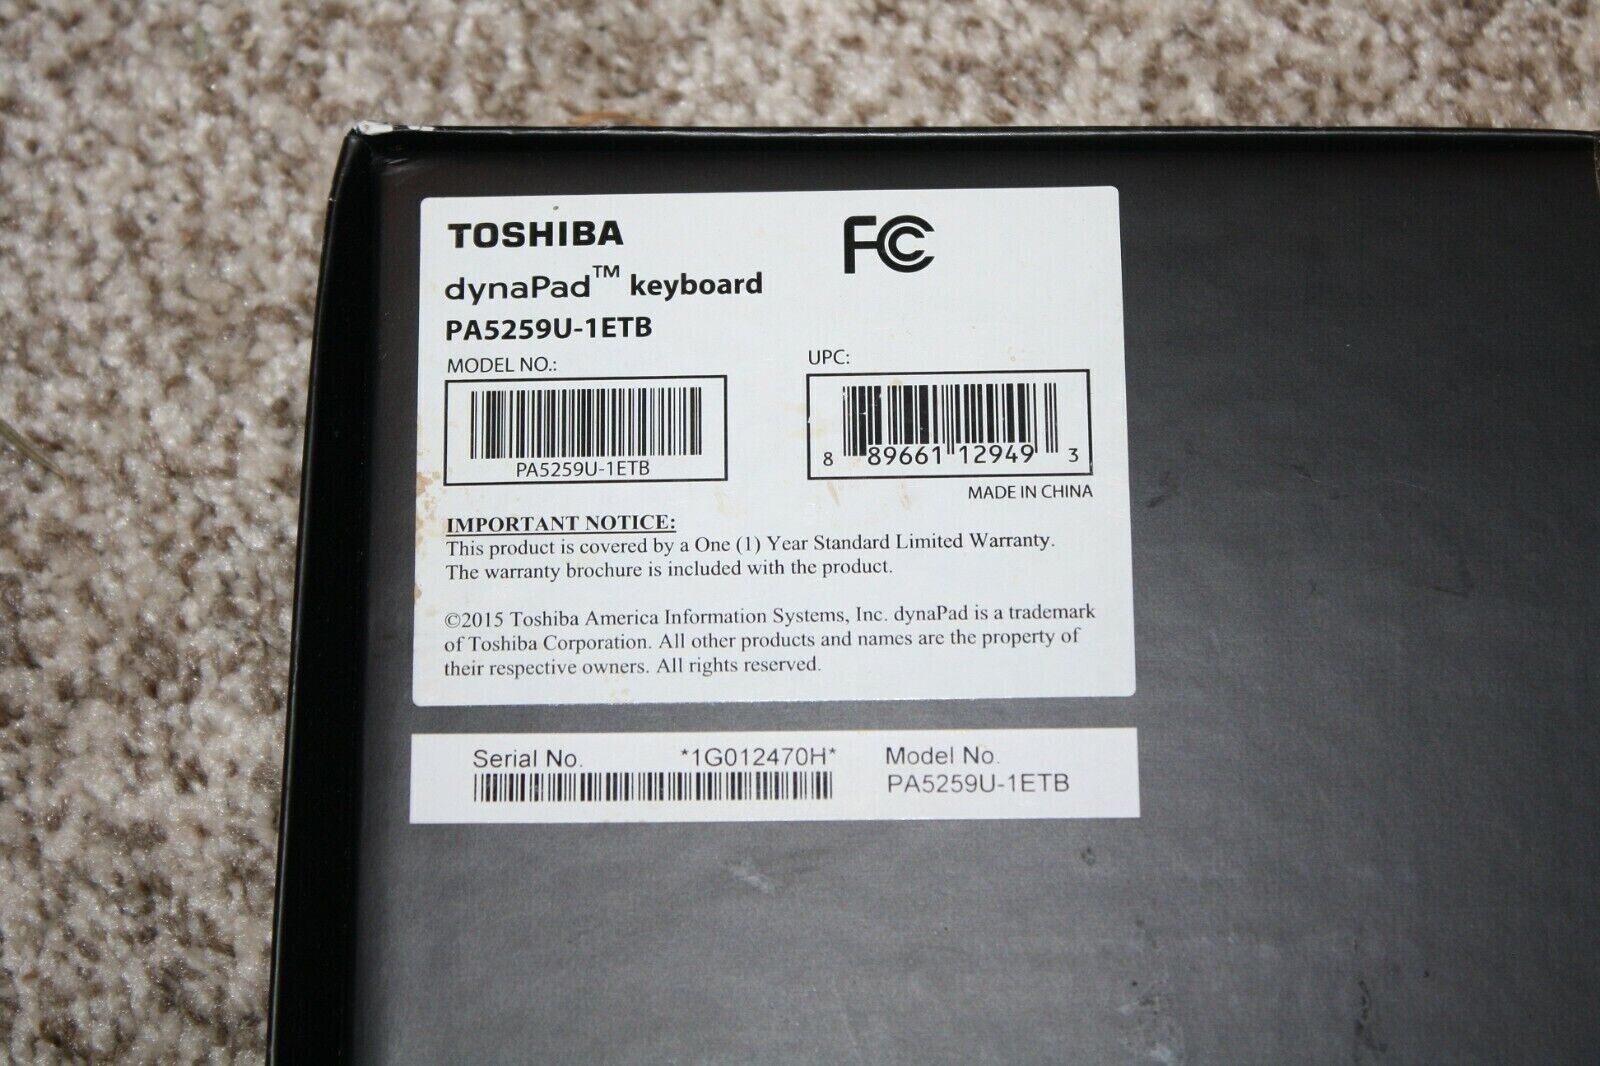 TOSHIBA
FC
dynaPad™ keyboard
PA5259U-1ETB
MODEL NO.:
PA5259U-1ETB
UPC:
8 89661 12949 3
MADE IN CHINA
IMPORTANT NOTICE:
This product is covered by a One (1) Year Standard Limited Warranty.
The warranty brochure is included with the product.
©2015 Toshiba America Information Systems, Inc. dynaPad is a trademark
of Toshiba Corporation. All other products and names are the property of
their respective owners. All rights reserved.
Serial No. *1G012470H*
Model No.
PA5259U-1ETB